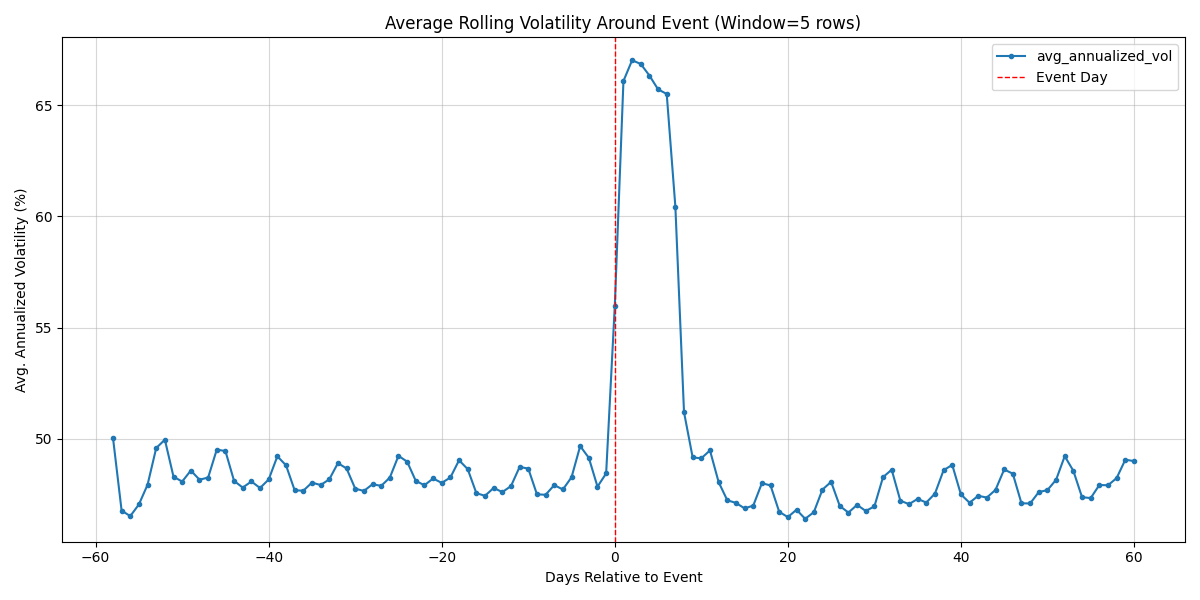 Average Rolling Volatility Around Event (Window=5 rows)
avg_annualized_vol
Event Day
Avg. Annualized Volatility (%)
65
60
55
50
−60
−40
−20
0
20
40
60
Days Relative to Event